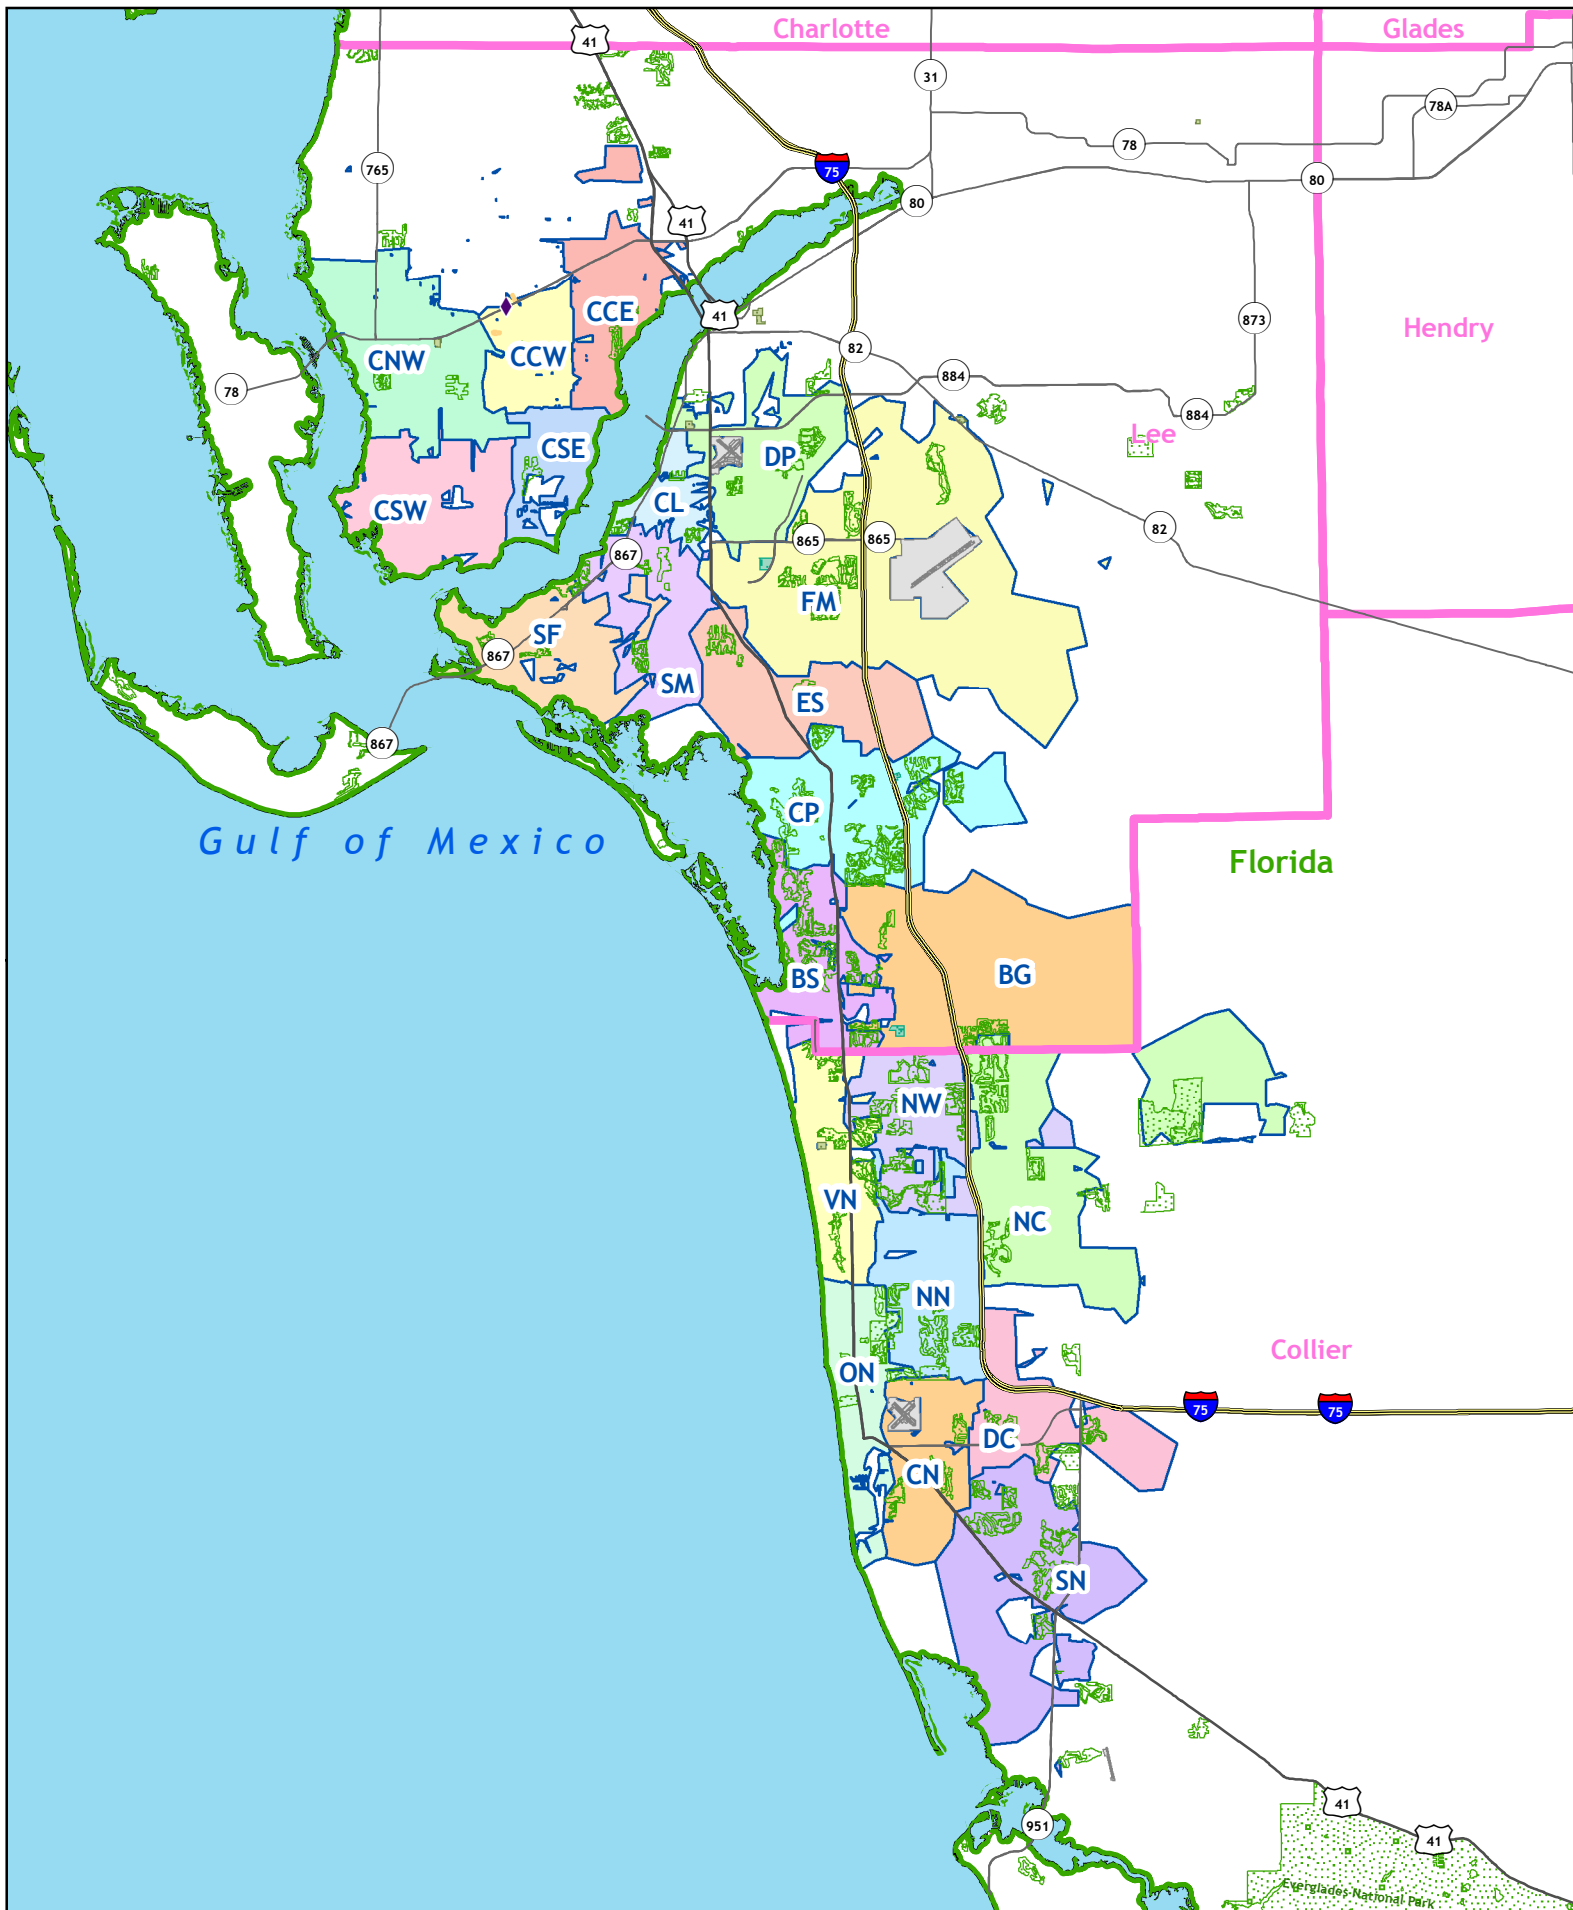 Charlotte
Glades
41
31
78A
78
765
75
80
80
41
41
873
Hendry
CCE
CNW
CCW
82
78
884
884
Lee
CSE
DP
CL
CSW
82
867
865
865
FM
SF
867
SM
ES
867
CP
Gulf of Mexico
Florida
BS
BG
NW
VN
NC
NN
Collier
ON
75
75
DC
CN
SN
41
951
41
Everglades National Park